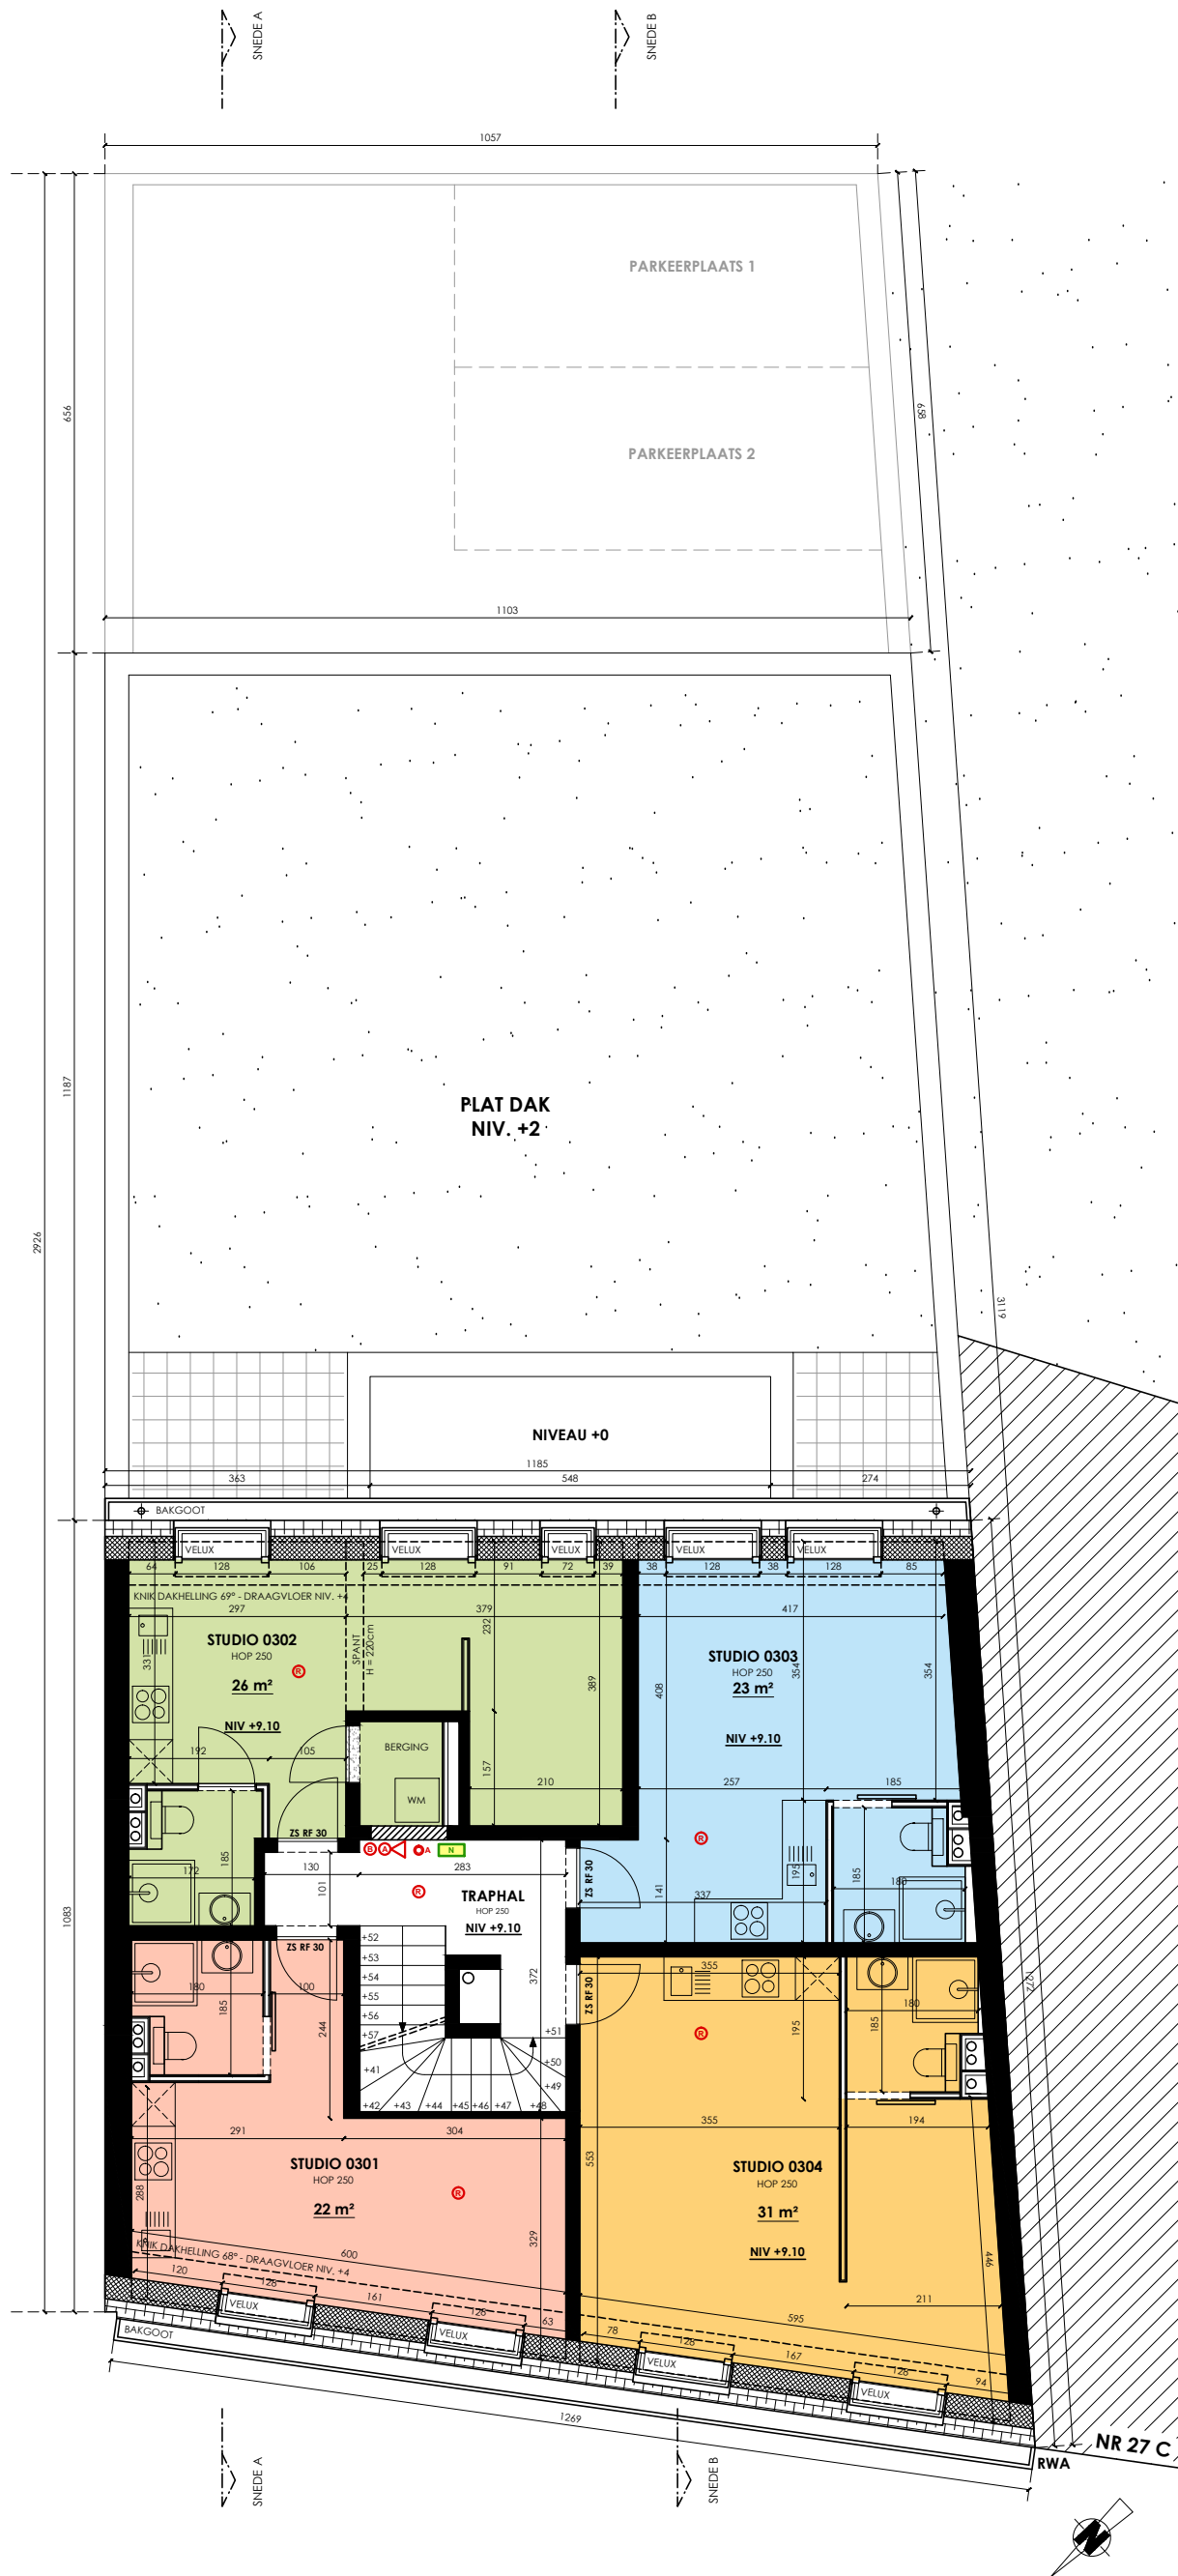 SNEDE A
SNEDE B
1057
PARKEERPLAATS 1
656
658
PARKEERPLAATS 2
1103
PLAT DAK
NIV. +2
1187
2926
3119
NIVEAU +0
1185
363
548
274
BAKGOOT
VELUX
VELUX
VELUX
VELUX
VELUX
64
128
106
25
128
91
72
39
38
128
38
128
85
KNIK DAKHELLING 69° - DRAAGVLOER NIV. +4
297
379
417
232
SPANT
H = 220cm
STUDIO 0302
HOP 250
26 m²
NIV +9.10
331
R
389
STUDIO 0303
HOP 250
23 m²
NIV +9.10
408
354
354
BERGING
WM
192
105
157
210
257
185
ZS RF 30
172
185
B
A
A
N
R
130
283
101
TRAPHAL
HOP 250
NIV +9.10
ZS RF 30
R
141
337
195
185
180
1083
ZS RF 30
+52
+53
+54
+55
+56
+57
+41
+42
+43
+44
+45
+46
+47
+48
+49
+50
+51
372
ZS RF 30
355
180
100
185
244
R
195
185
180
1272
291
304
355
194
STUDIO 0301
HOP 250
22 m²
288
R
329
553
STUDIO 0304
HOP 250
31 m²
NIV +9.10
446
KNIK DAKHELLING 68° - DRAAGVLOER NIV. +4
600
120
128
161
128
63
211
595
78
128
167
128
94
VELUX
VELUX
VELUX
VELUX
BAKGOOT
1269
NR 27 C
RWA
SNEDE A
SNEDE B
N